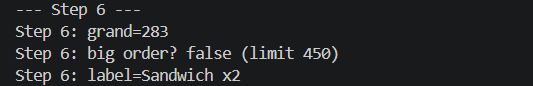 --- Step 6 ---
Step 6: grand=283
Step 6: big order? false (limit 450)
Step 6: label=Sandwich x2